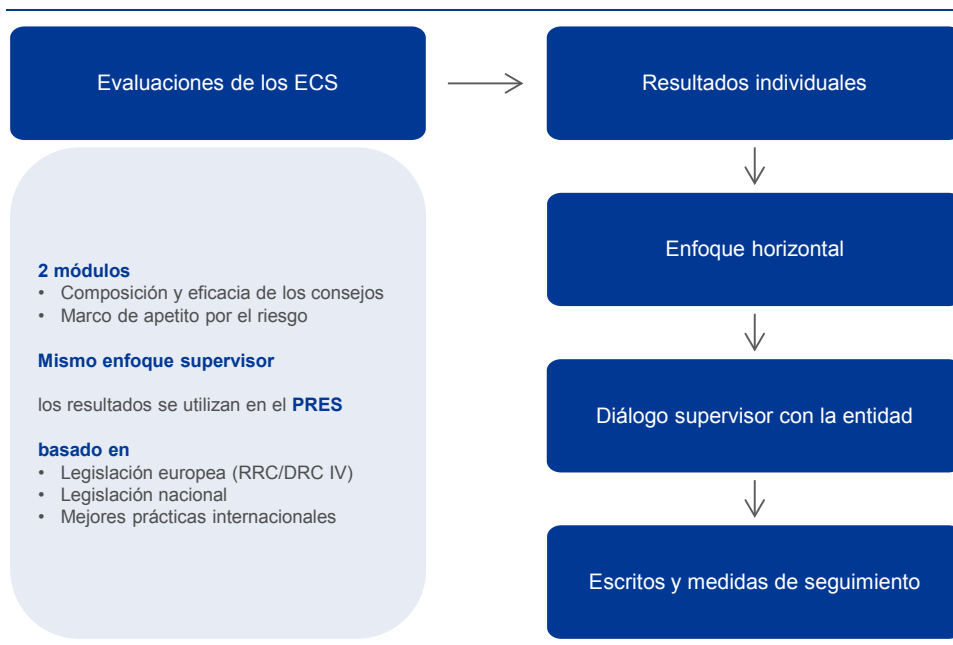 Evaluaciones de los ECS
Resultados individuales
2 módulos
• Composición y eficacia de los consejos
• Marco de apetito por el riesgo
Mismo enfoque supervisor
los resultados se utilizan en el PRES
basado en
• Legislación europea (RRC/DRC IV)
• Legislación nacional
• Mejores prácticas internacionales
Enfoque horizontal
Diálogo supervisor con la entidad
Escritos y medidas de seguimiento